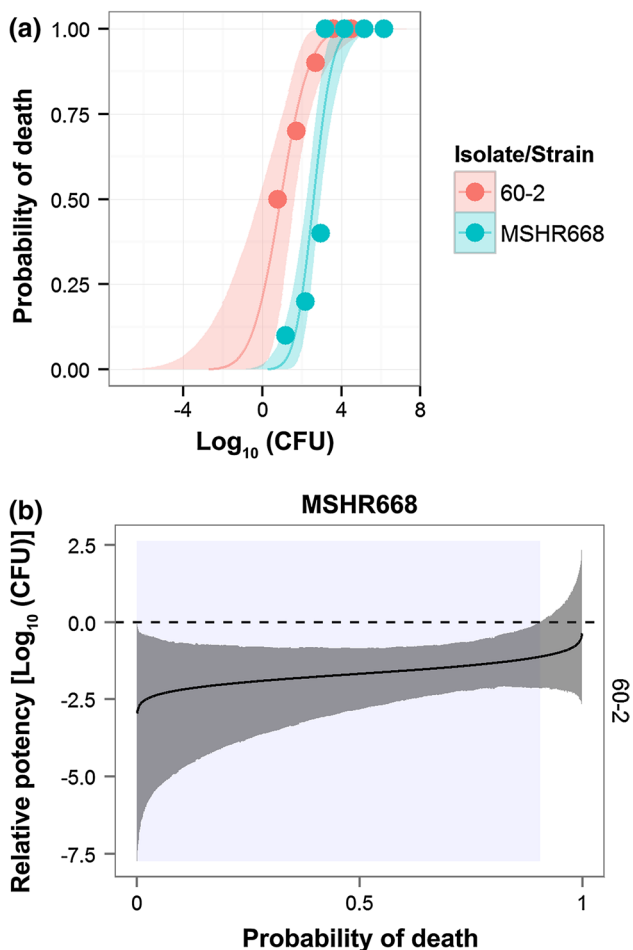 (a)
Probability of death
1.00
0.75
0.50
0.25
0.00
-4 0 4 8
Log10 (CFU)
Isolate/Strain
60-2
MSHR668
(b)
MSHR668
Relative potency [Log10 (CFU)]
2.5
0.0
-2.5
-5.0
-7.5
60-2
0 0.5 1
Probability of death